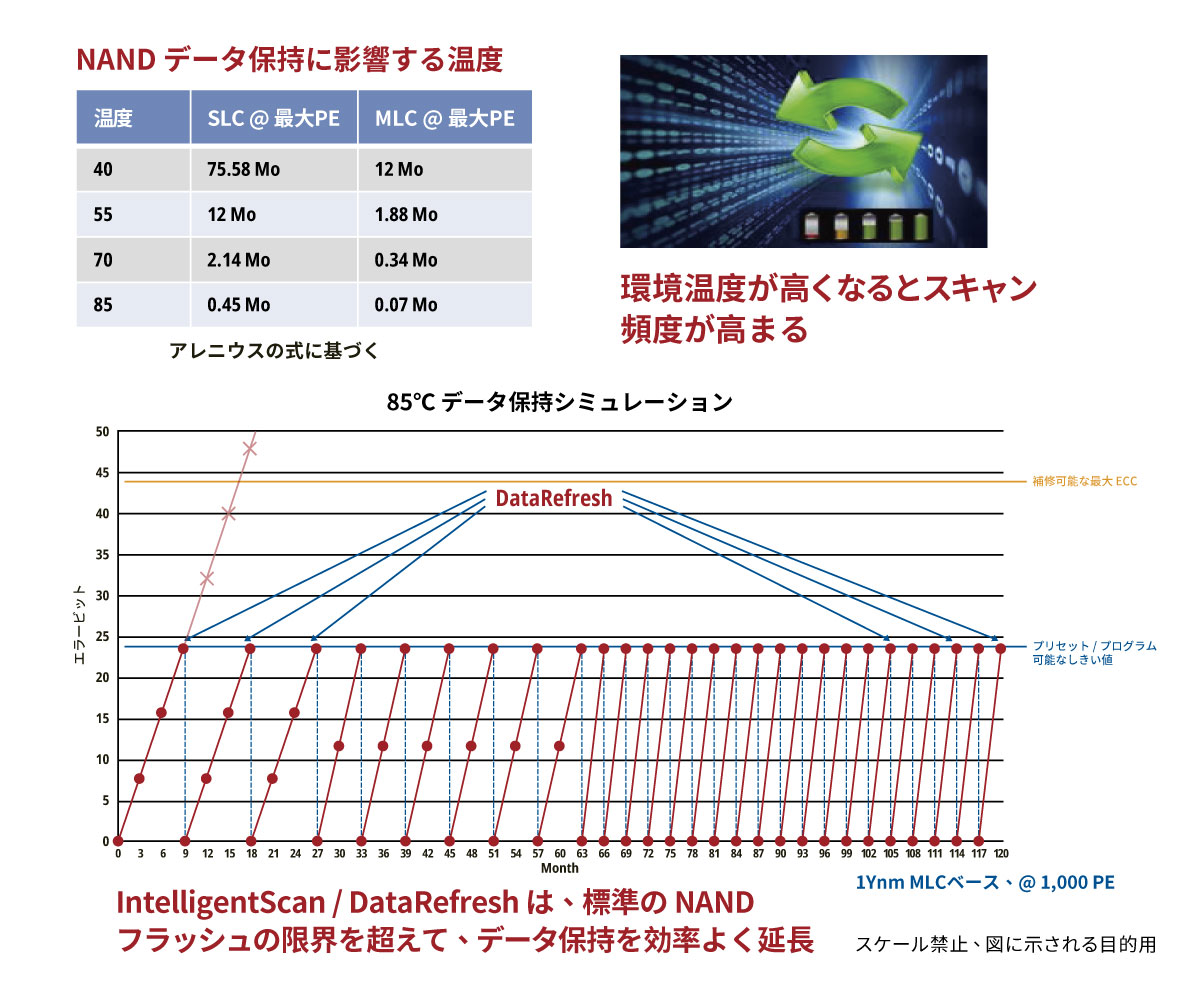 NAND データ保持に影響する温度
温度 SLC @ 最大PE MLC @ 最大PE
40 75.58 Mo 12 Mo
55 12 Mo 1.88 Mo
70 2.14 Mo 0.34 Mo
85 0.45 Mo 0.07 Mo
アレニウスの式に基づく
環境温度が高くなるとスキャン
頻度が高まる
85℃ データ保持シミュレーション
50
45
40
35
30
25
20
15
10
5
0
エラービット
DataRefresh
補修可能な最大 ECC
プリセット / プログラム
可能なしきい値
0 3 6 9 12 15 18 21 24 27 30 33 36 39 42 45 48 51 54 57 60 63 66 69 72 75 78 81 84 87 90 93 96 99 102 105 108 111 114 117 120
Month
1Ynm MLCベース、@ 1,000 PE
IntelligentScan / DataRefresh は、標準の NAND
フラッシュの限界を超えて、データ保持を効率よく延長
スケール禁止、図に示される目的用